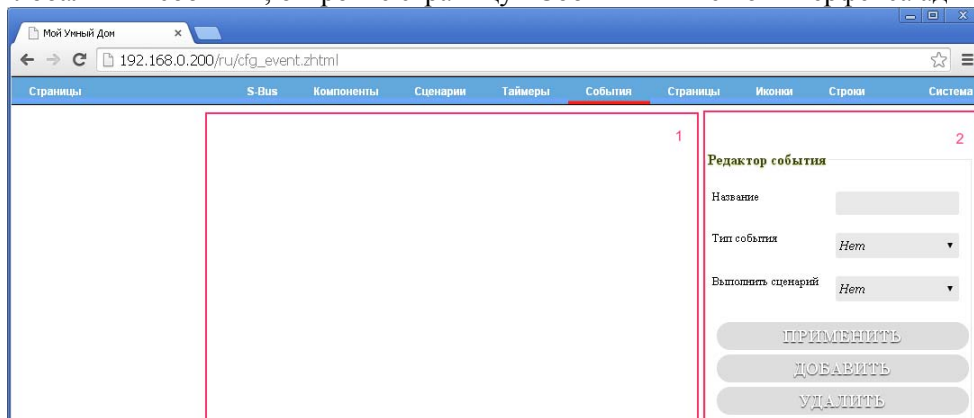 Мой Умный Дом
192.168.0.200/ru/cfg_event.zhtml
Страницы S-Bus Компоненты Сценарии Таймеры События Страницы Иконки Строки Система
1
2
Редактор события
Название
Тип события Нет
Выполнить сценарий Нет
ПРИМЕНИТЬ
ДОБАВИТЬ
УДАЛИТЬ